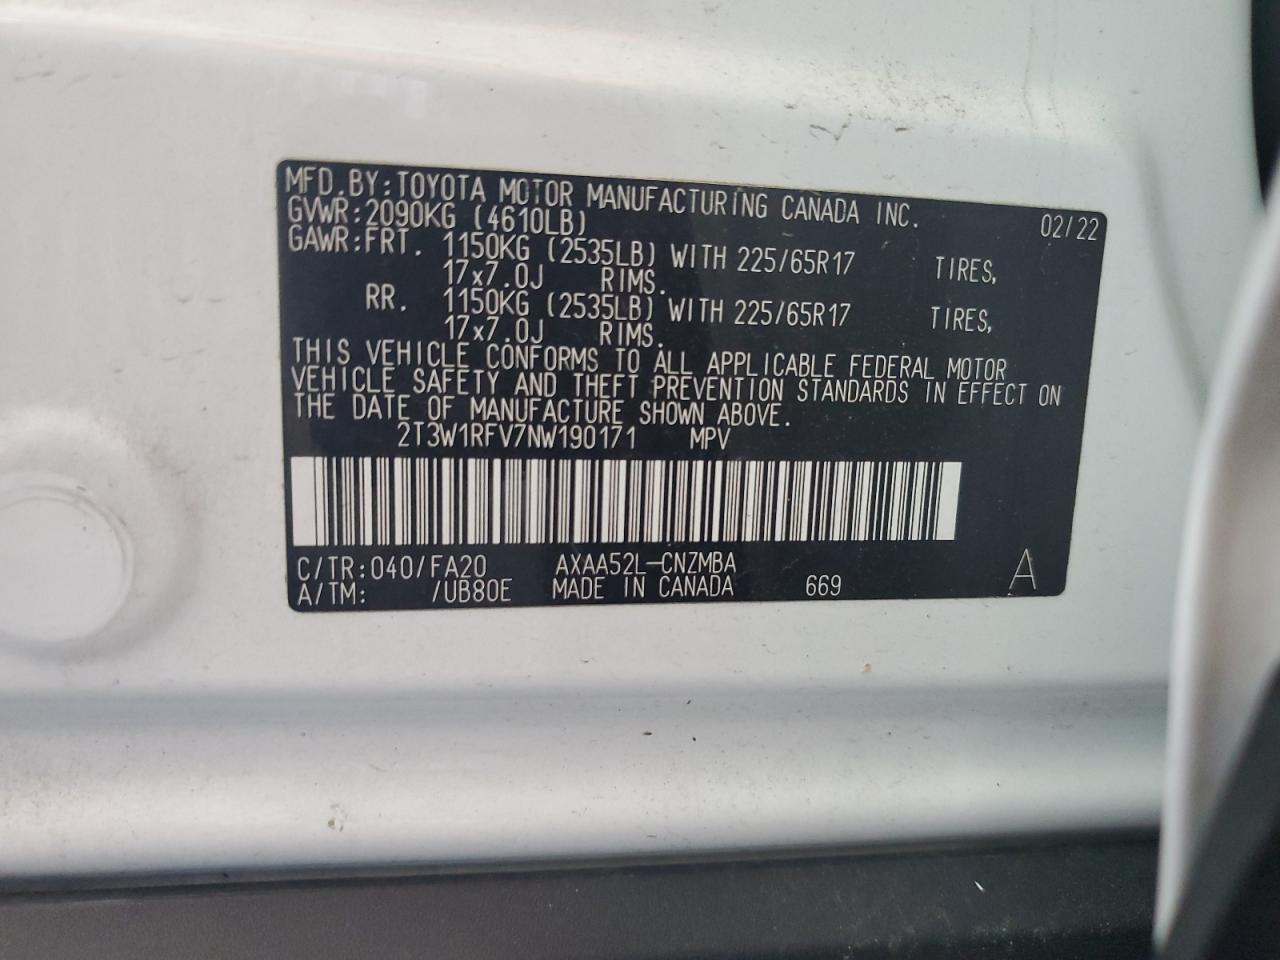 MFD.BY:TOYOTA MOTOR MANUFACTURING CANADA INC. 02/22
GVWR:2090KG (4610LB)
GAWR:FRT. 1150KG (2535LB) WITH 225/65R17 TIRES,
17x7.0J RIMS.
RR. 1150KG (2535LB) WITH 225/65R17 TIRES,
17x7.0J RIMS.
THIS VEHICLE CONFORMS TO ALL APPLICABLE FEDERAL MOTOR
VEHICLE SAFETY AND THEFT PREVENTION STANDARDS IN EFFECT ON
THE DATE OF MANUFACTURE SHOWN ABOVE.
2T3W1RFV7NW190171 MPV
C/TR:040/FA20 AXAA52L-CNZMBA
A/TM: /UB80E MADE IN CANADA 669 A